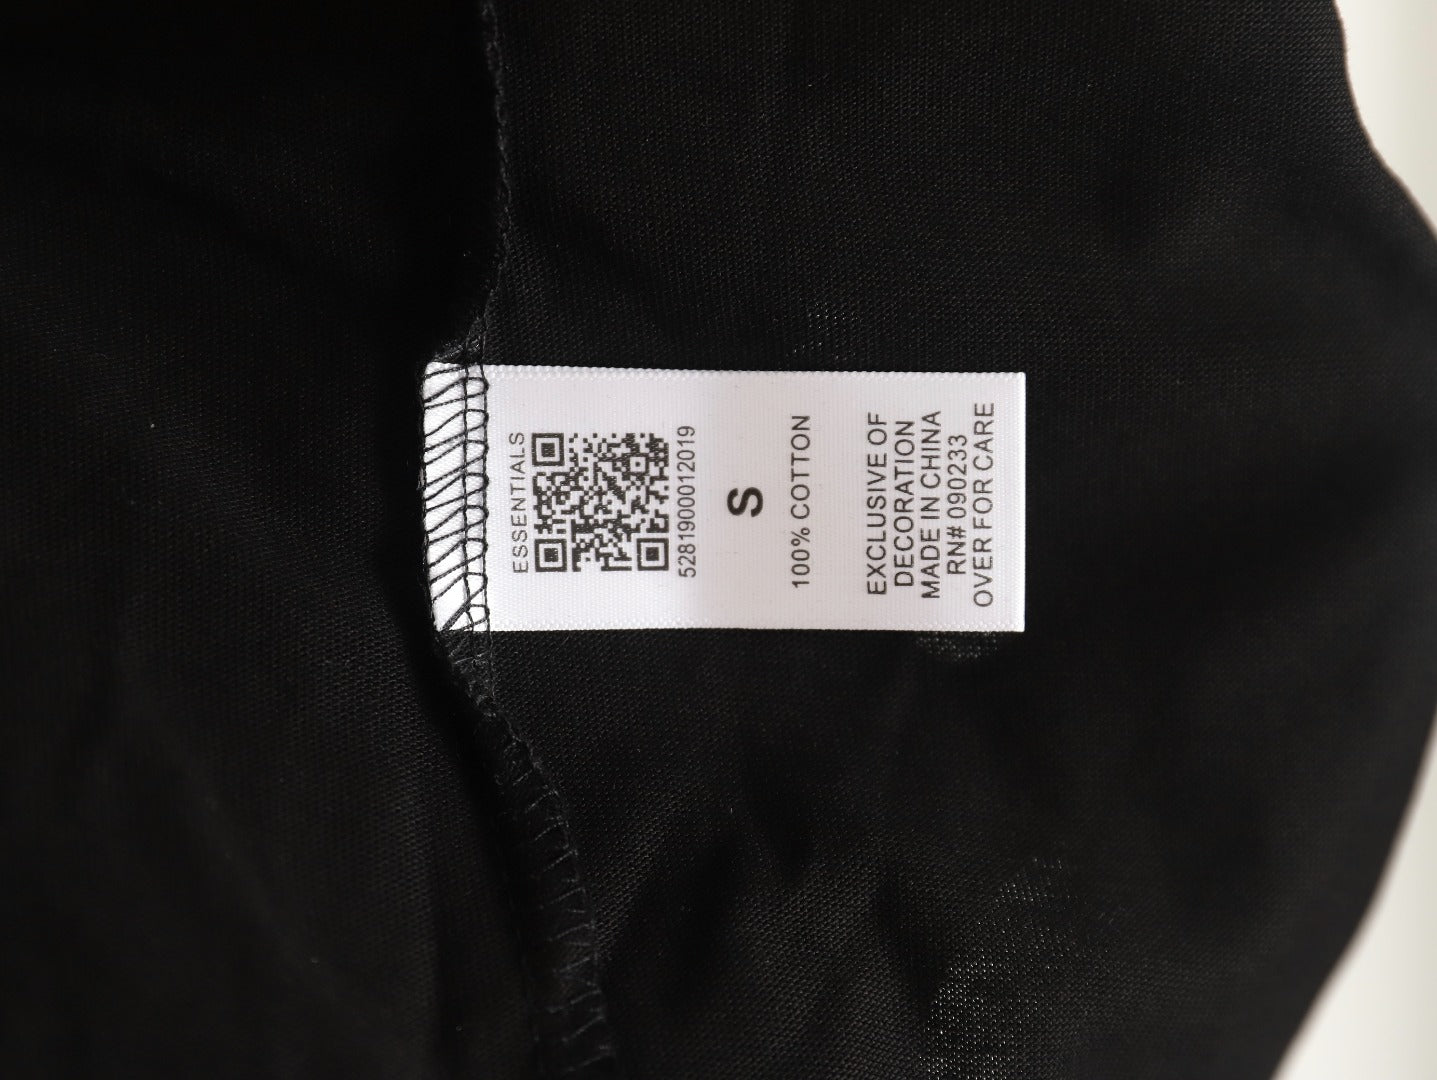 ESSENTIALS
5281900012019
S
100% COTTON
EXCLUSIVE OF
DECORATION
MADE IN CHINA
RN# 090233
OVER FOR CARE